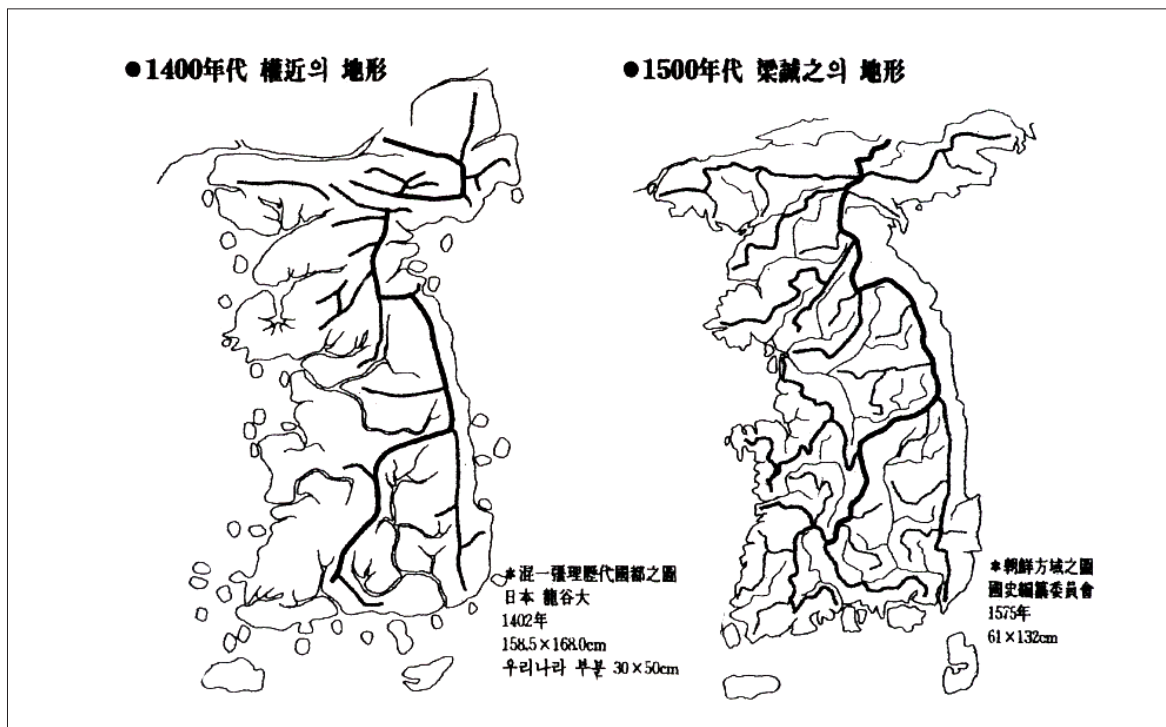 ●1400年代 權近의 地形
●1500年代 梁誠之의 地形
*混一疆理歷代國都之圖
日本 龍谷大
1402年
158.5×168.0cm
우리나라 부분 30×50cm
*朝鮮方域之圖
國史編纂委員會
1575年
61×132cm